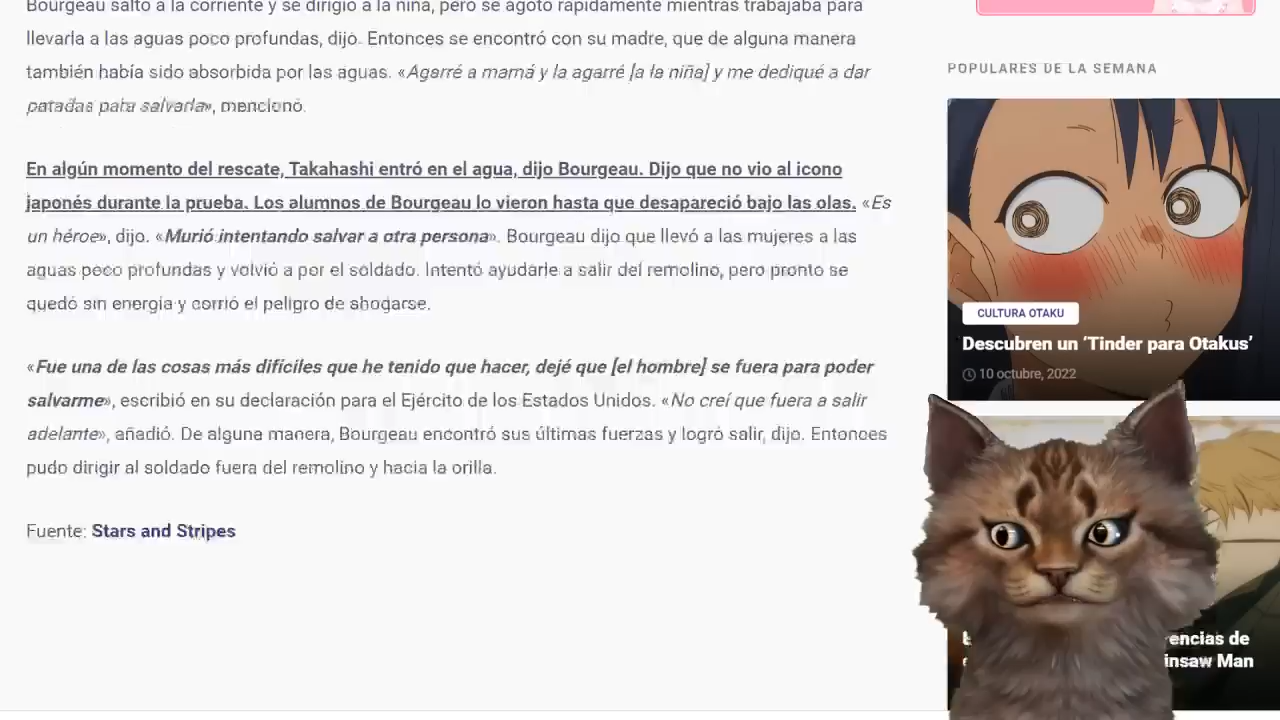 Bourgeau saltó a la corriente y se dirigió a la niña, pero se agotó rápidamente mientras trabajaba para
llevarla a las aguas poco profundas, dijo. Entonces se encontró con su madre, que de alguna manera
también había sido absorbida por las aguas. «Agarré a mamá y la agarré [a la niña] y me dediqué a dar
patadas para salvarla», mencionó.
En algún momento del rescate, Takahashi entró en el agua, dijo Bourgeau. Dijo que no vio al icono
japonés durante la prueba. Los alumnos de Bourgeau lo vieron hasta que desapareció bajo las olas. «Es
un héroe», dijo. «Murió intentando salvar a otra persona». Bourgeau dijo que llevó a las mujeres a las
aguas poco profundas y volvió a por el soldado. Intentó ayudarle a salir del remolino, pero pronto se
quedó sin energía y corrió el peligro de ahogarse.
«Fue una de las cosas más difíciles que he tenido que hacer, dejé que [el hombre] se fuera para poder
salvarme», escribió en su declaración para el Ejército de los Estados Unidos. «No creí que fuera a salir
adelante», añadió. De alguna manera, Bourgeau encontró sus últimas fuerzas y logró salir, dijo. Entonces
pudo dirigir al soldado fuera del remolino y hacia la orilla.
Fuente: Stars and Stripes
POPULARES DE LA SEMANA
CULTURA OTAKU
Descubren un ‘Tinder para Otakus’
10 octubre, 2022
encias de
insaw Man